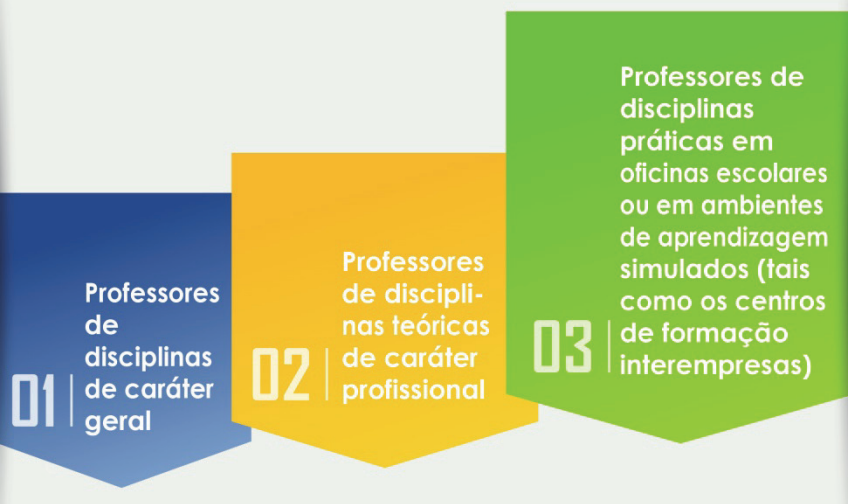 01
Professores
de
disciplinas
de caráter
geral
02
Professores
de discipli-
nas teóricas
de caráter
profissional
03
Professores de
disciplinas
práticas em
oficinas escolares
ou em ambientes
de aprendizagem
simulados (tais
como os centros
de formação
interempresas)